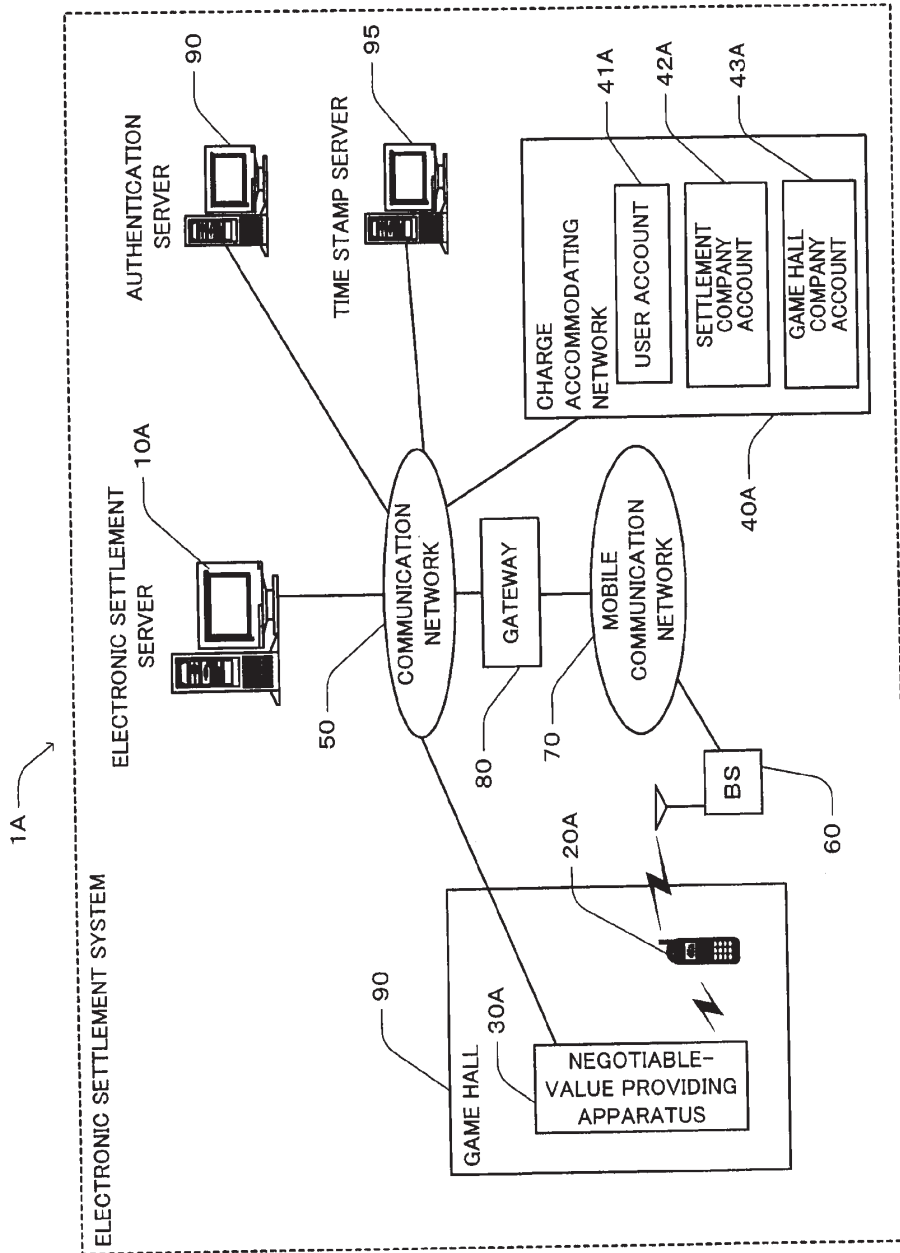 1A
ELECTRONIC SETTLEMENT SYSTEM
ELECTRONIC SETTLEMENT
SERVER
10A
AUTHENTICATION
SERVER
90
TIME STAMP SERVER
95
COMMUNICATION
NETWORK
50
GATEWAY
80
MOBILE
COMMUNICATION
NETWORK
70
BS
60
GAME HALL
90
30A
NEGOTIABLE-
VALUE PROVIDING
APPARATUS
20A
CHARGE
ACCOMMODATING
NETWORK
USER ACCOUNT
SETTLEMENT
COMPANY
ACCOUNT
GAME HALL
COMPANY
ACCOUNT
41A
42A
43A
40A